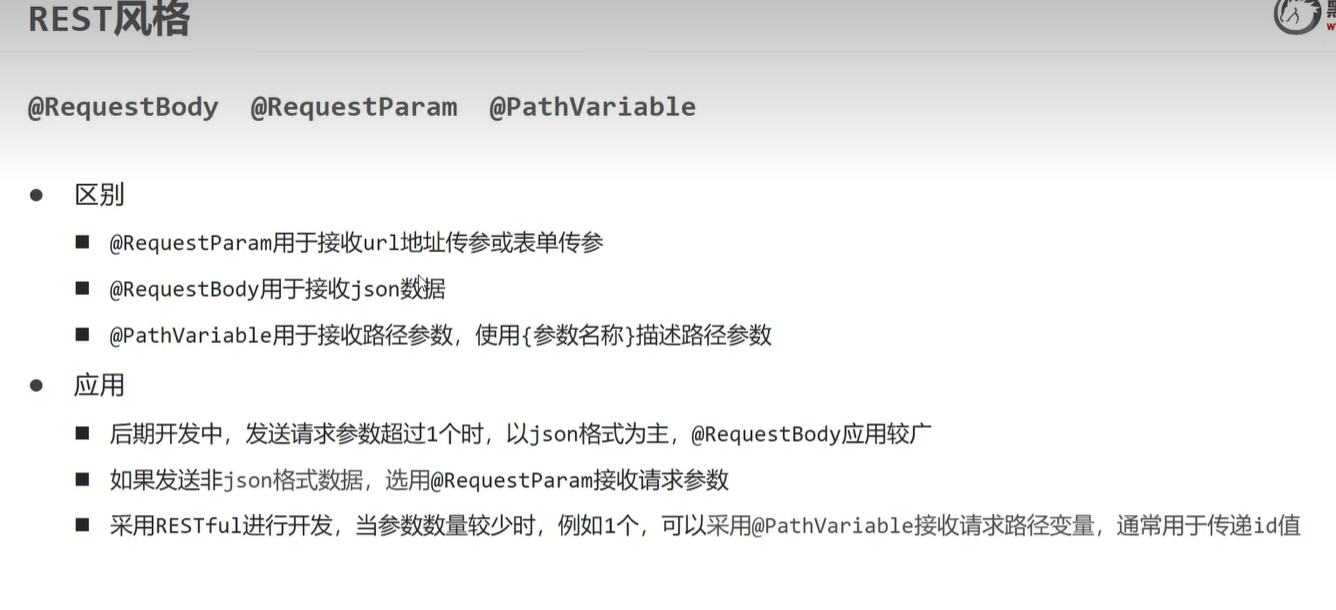 REST风格
@RequestBody @RequestParam @PathVariable
区别
@RequestParam用于接收url地址传参或表单传参
@RequestBody用于接收json数据
@PathVariable用于接收路径参数，使用{参数名称}描述路径参数
应用
后期开发中，发送请求参数超过1个时，以json格式为主，@RequestBody应用较广
如果发送非json格式数据，选用@RequestParam接收请求参数
采用RESTful进行开发，当参数数量较少时，例如1个，可以采用@PathVariable接收请求路径变量，通常用于传递id值